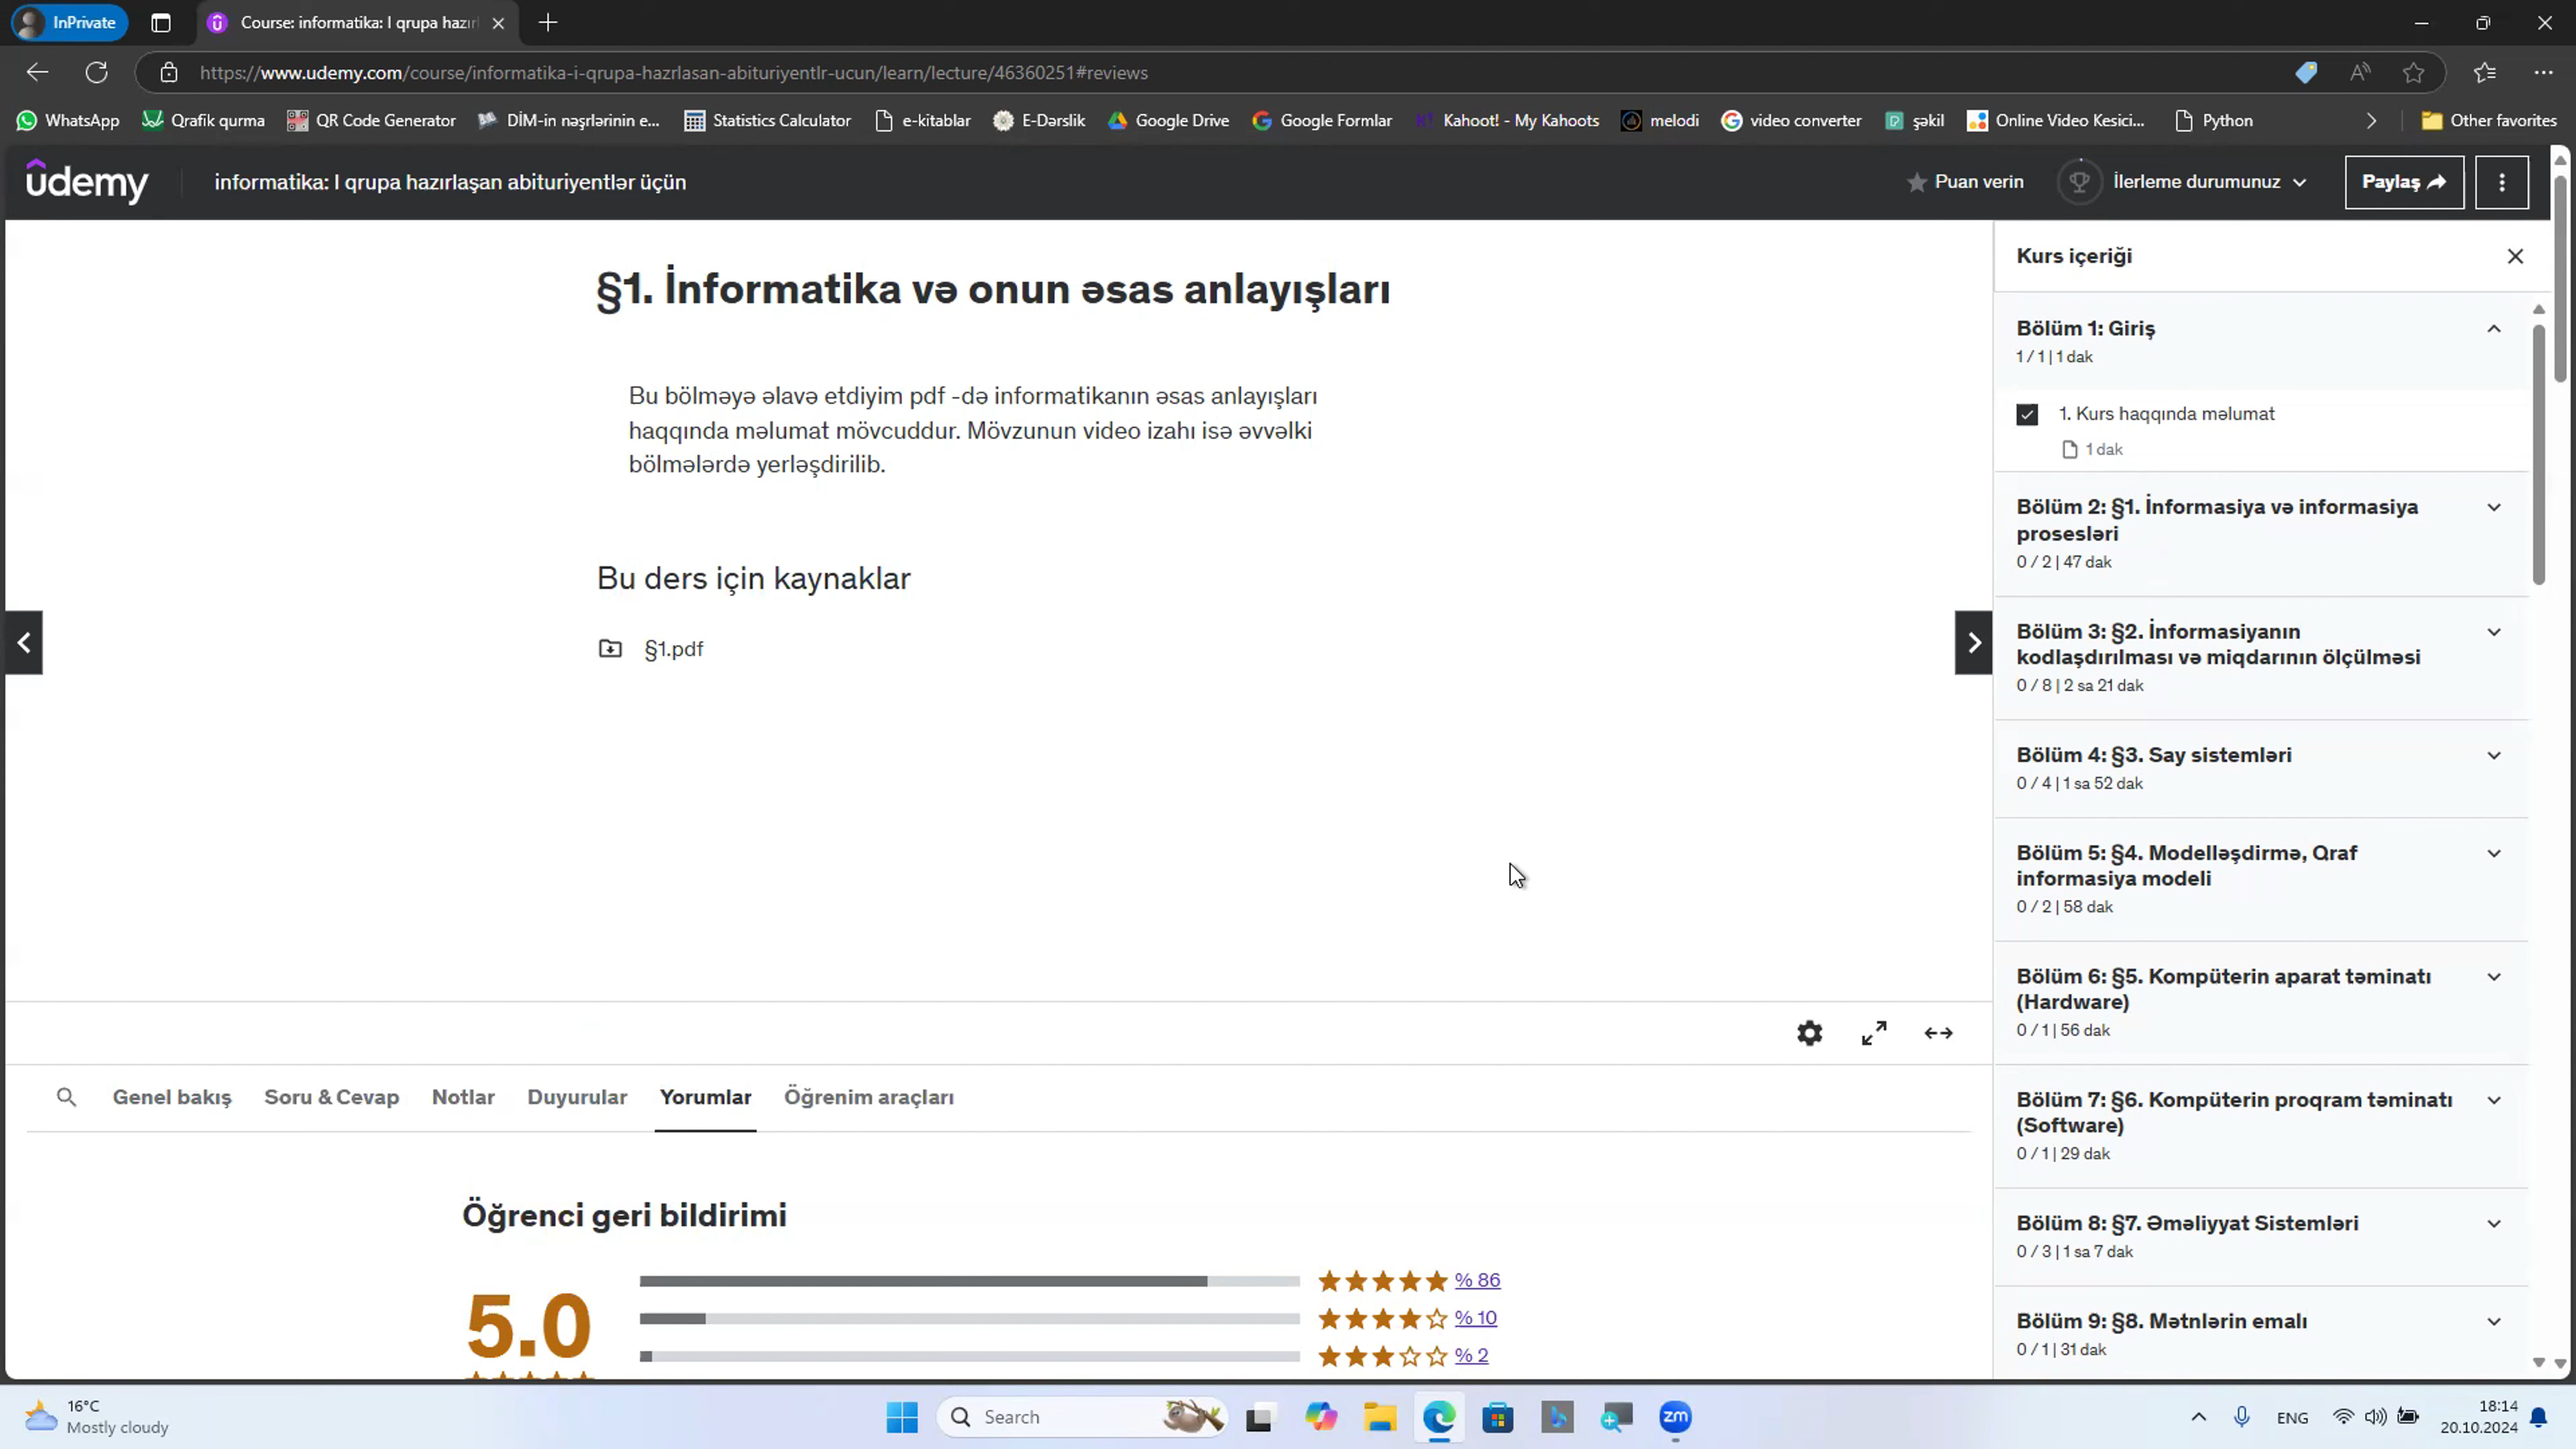 InPrivate
Course: informatika: I qrupa hazır
https://www.udemy.com/course/informatika-i-qrupa-hazrlasan-abituriyentlr-ucun/learn/lecture/46360251#reviews
WhatsApp
Qrafik qurma
QR Code Generator
DİM-in nəşrlərinin e...
Statistics Calculator
e-kitablar
E-Dərslik
Google Drive
Google Formlar
Kahoot! - My Kahoots
melodi
video converter
şəkil
Online Video Kesici...
Python
Other favorites
ûdemy
informatika: I qrupa hazırlaşan abituriyentlər üçün
Puan verin
İlerleme durumunuz
Paylaş
§1. İnformatika və onun əsas anlayışları
Bu bölməyə əlavə etdiyim pdf -də informatikanın əsas anlayışları
haqqında məlumat mövcuddur. Mövzunun video izahı isə əvvəlki
bölmələrdə yerləşdirilib.
Bu ders için kaynaklar
§1.pdf
Kurs içeriği
Bölüm 1: Giriş
1 / 1 | 1 dak
1. Kurs haqqında məlumat
1 dak
Bölüm 2: §1. İnformasiya və informasiya
prosesləri
0 / 2 | 47 dak
Bölüm 3: §2. İnformasiyanın
kodlaşdırılması və miqdarının ölçülməsi
0 / 8 | 2 sa 21 dak
Bölüm 4: §3. Say sistemləri
0 / 4 | 1 sa 52 dak
Bölüm 5: §4. Modelləşdirmə, Qraf
informasiya modeli
0 / 2 | 58 dak
Bölüm 6: §5. Kompüterin aparat təminatı
(Hardware)
0 / 1 | 56 dak
Bölüm 7: §6. Kompüterin proqram təminatı
(Software)
0 / 1 | 29 dak
Bölüm 8: §7. Əməliyyat Sistemləri
0 / 3 | 1 sa 7 dak
Bölüm 9: §8. Mətnlərin emalı
0 / 1 | 31 dak
Genel bakış
Soru & Cevap
Notlar
Duyurular
Yorumlar
Öğrenim araçları
Öğrenci geri bildirimi
5.0
% 86
% 10
% 2
16°C
Mostly cloudy
Search
zm
ENG
18:14
20.10.2024